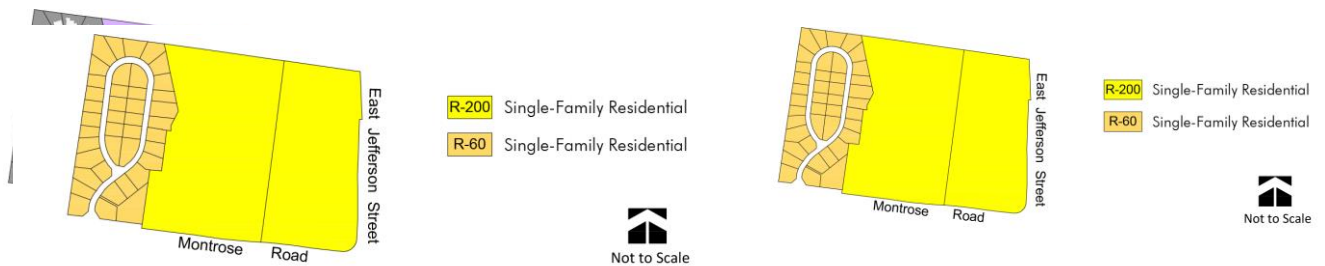 East Jefferson Street
Montrose Road
R-200 Single-Family Residential
R-60 Single-Family Residential
Not to Scale
East Jefferson Street
Montrose Road
R-200 Single-Family Residential
R-60 Single-Family Residential
Not to Scale